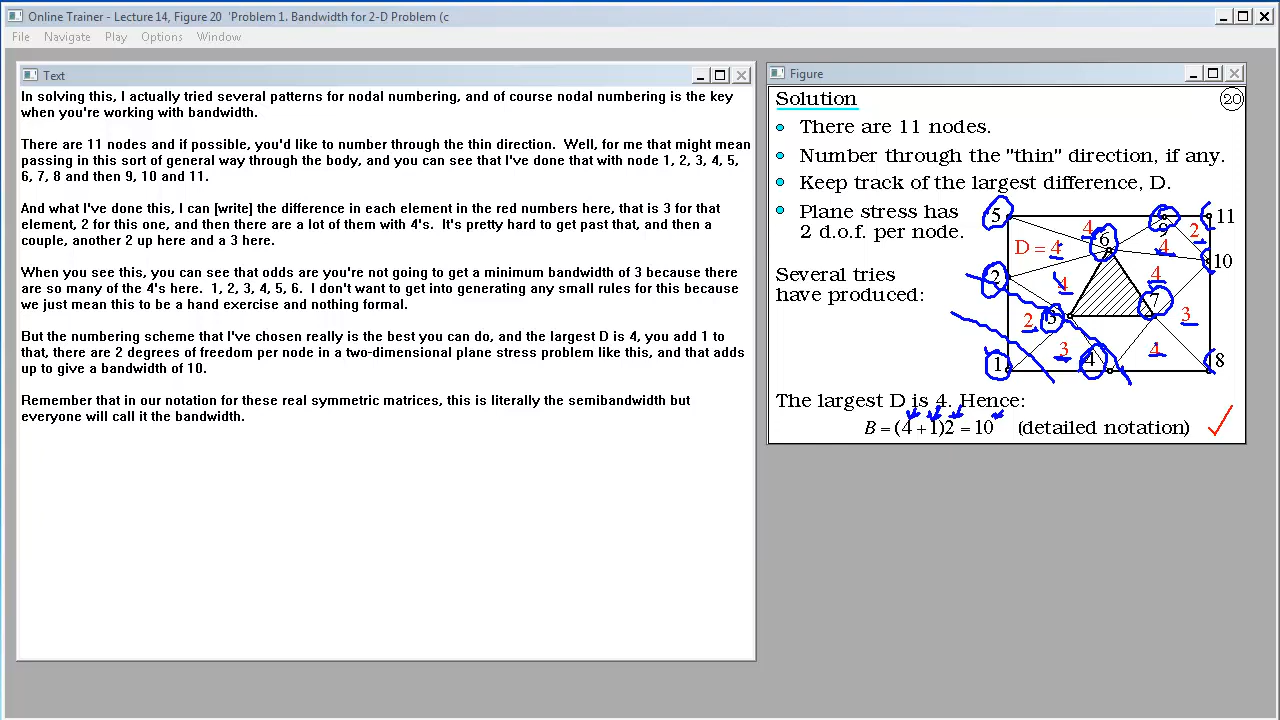 Online Trainer - Lecture 14, Figure 20 'Problem 1. Bandwidth for 2-D Problem (c
File Navigate Play Options Window
Text
In solving this, I actually tried several patterns for nodal numbering, and of course nodal numbering is the key
when you're working with bandwidth.
There are 11 nodes and if possible, you'd like to number through the thin direction. Well, for me that might mean
passing in this sort of general way through the body, and you can see that I've done that with node 1, 2, 3, 4, 5,
6, 7, 8 and then 9, 10 and 11.
And what I've done this, I can [write] the difference in each element in the red numbers here, that is 3 for that
element, 2 for this one, and then there are a lot of them with 4's. It's pretty hard to get past that, and then a
couple, another 2 up here and a 3 here.
When you see this, you can see that odds are you're not going to get a minimum bandwidth of 3 because there
are so many of the 4's here. 1, 2, 3, 4, 5, 6. I don't want to get into generating any small rules for this because
we just mean this to be a hand exercise and nothing formal.
But the numbering scheme that I've chosen really is the best you can do, and the largest D is 4, you add 1 to
that, there are 2 degrees of freedom per node in a two-dimensional plane stress problem like this, and that adds
up to give a bandwidth of 10.
Remember that in our notation for these real symmetric matrices, this is literally the semibandwidth but
everyone will call it the bandwidth.
Figure
Solution
20
• There are 11 nodes.
• Number through the "thin" direction, if any.
• Keep track of the largest difference, D.
• Plane stress has
2 d.o.f. per node.
Several tries
have produced:
5
9
11
4
6
2
D = 4
4
10
2
4
4
7
2
3
3
1
3
4
4
8
The largest D is 4. Hence:
B = (4 + 1)2 = 10 (detailed notation)